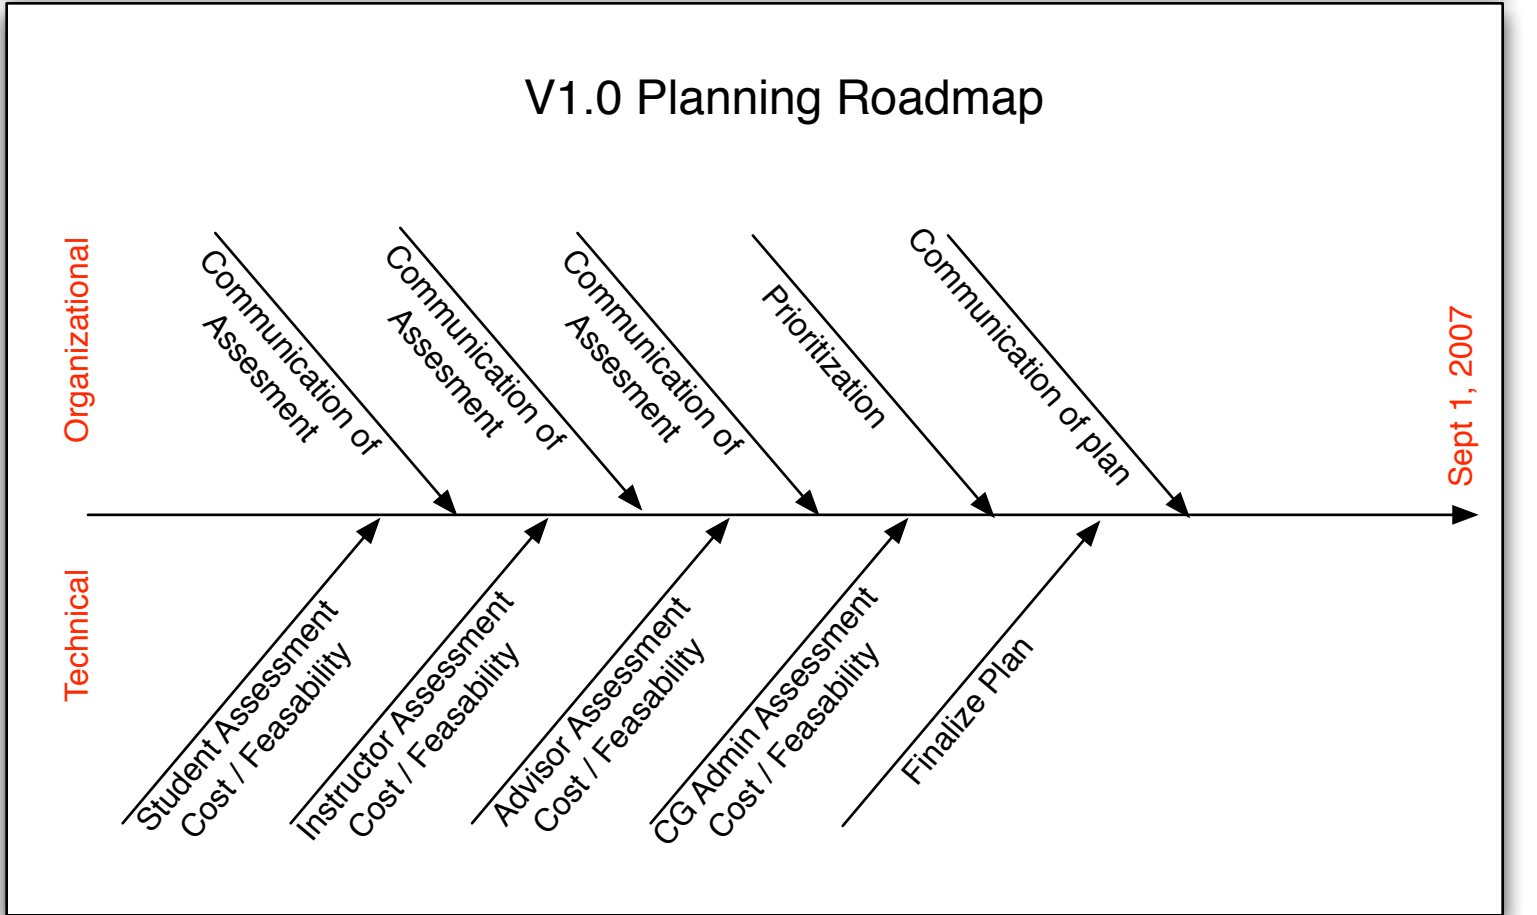 V1.0 Planning Roadmap
Organizational
Communication of
Assesment
Communication of
Assesment
Communication of
Assesment
Prioritization
Communication of plan
Sept 1, 2007
Technical
Student Assessment
Cost / Feasability
Instructor Assessment
Cost / Feasability
Advisor Assessment
Cost / Feasability
CG Admin Assessment
Cost / Feasability
Finalize Plan